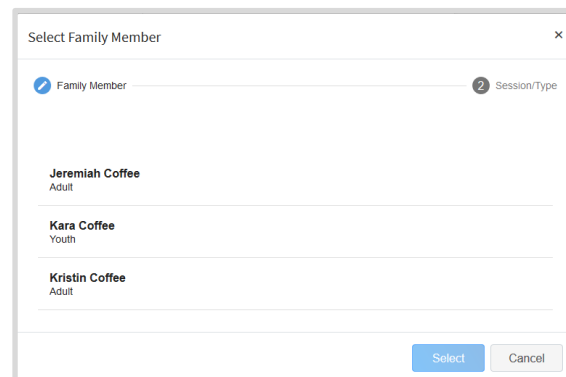 Select Family Member
×
Family Member
2 Session/Type
Jeremiah Coffee
Adult
Kara Coffee
Youth
Kristin Coffee
Adult
Select Cancel